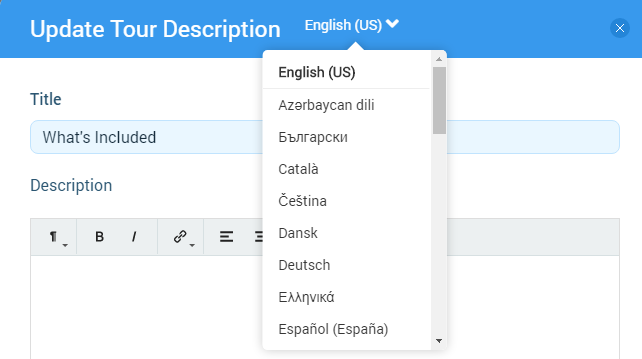 Update Tour Description
English (US)
English (US)
Title
Azərbaycan dili
What's Included
Български
Català
Description
Čeština
¶ B I
Dansk
Deutsch
Ελληνικά
Español (España)